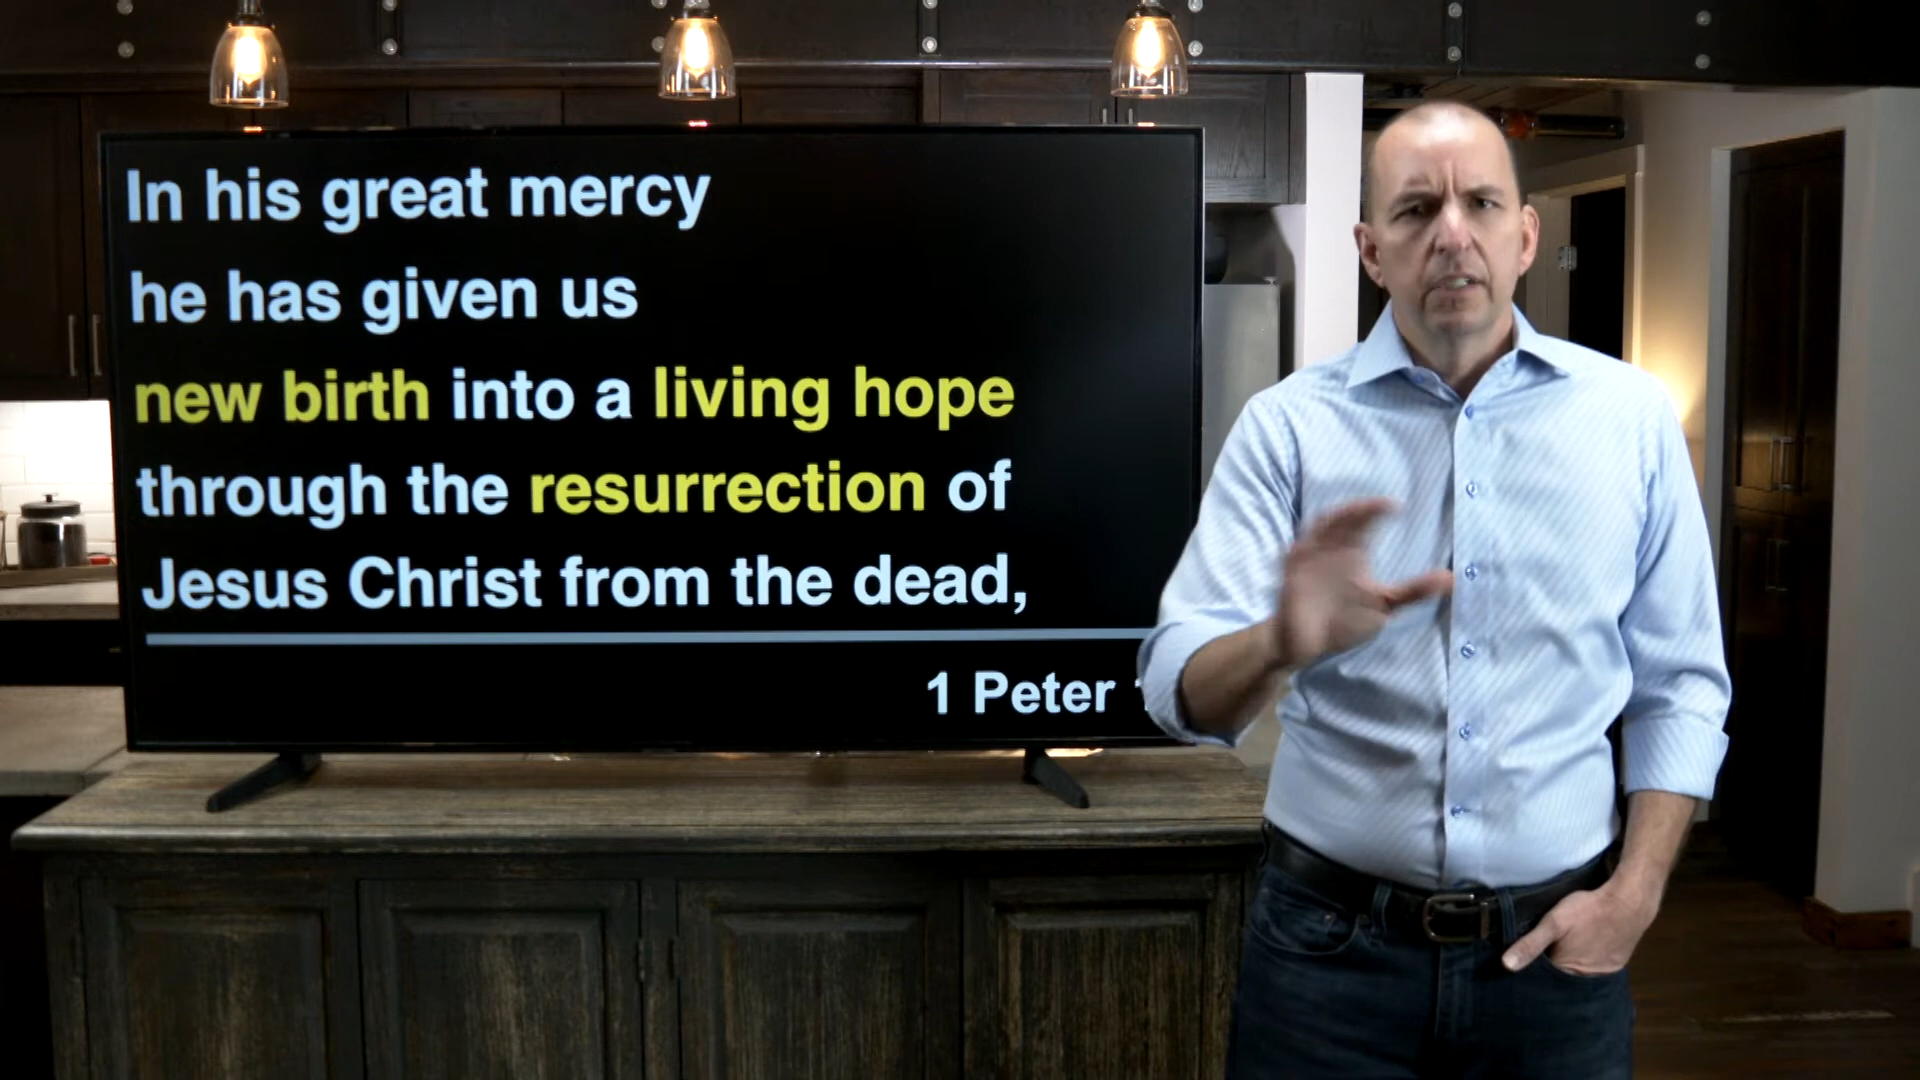 In his great mercy
he has given us
new birth into a living hope
through the resurrection of
Jesus Christ from the dead,
1 Peter